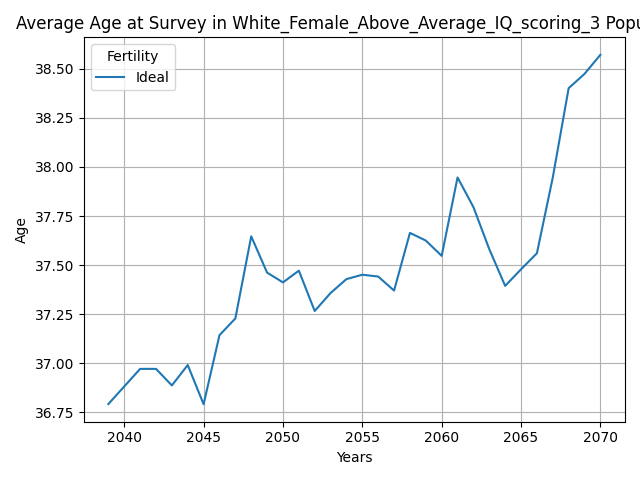 Average Age at Survey in White_Female_Above_Average_IQ_scoring_3 Popu
Fertility
Ideal
38.50
38.25
38.00
37.75
37.50
37.25
37.00
36.75
Age
2040 2045 2050 2055 2060 2065 2070
Years